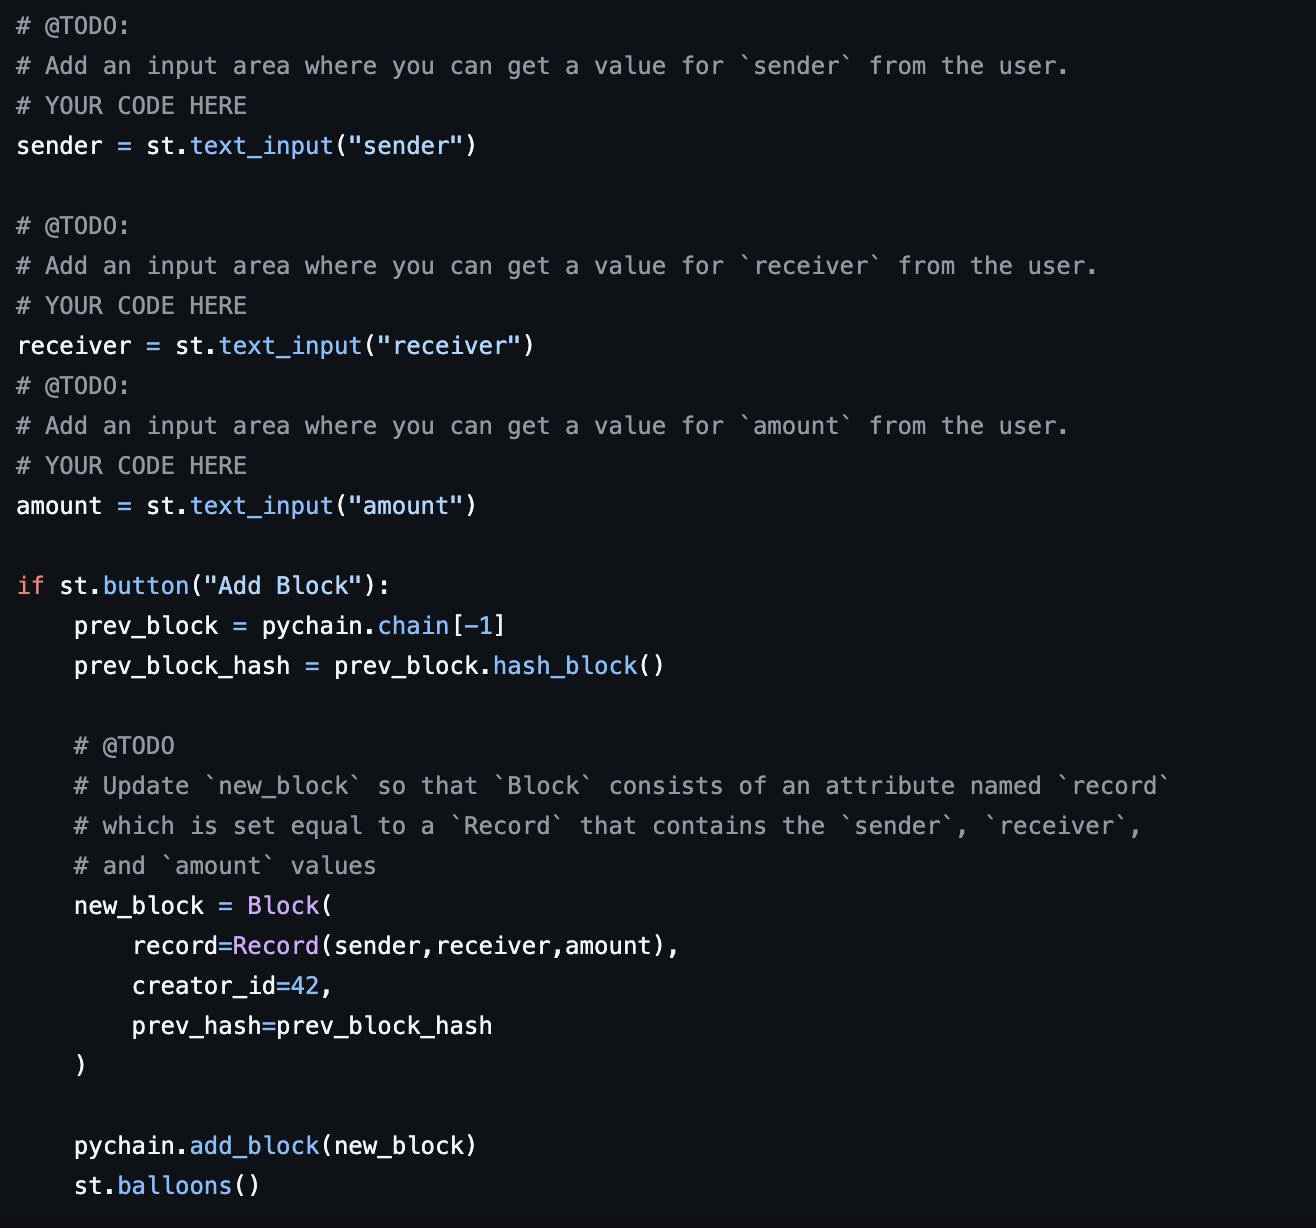 # @TODO:
# Add an input area where you can get a value for `sender` from the user.
# YOUR CODE HERE
sender = st.text_input("sender")
# @TODO:
# Add an input area where you can get a value for `receiver` from the user.
# YOUR CODE HERE
receiver = st.text_input("receiver")
# @TODO:
# Add an input area where you can get a value for `amount` from the user.
# YOUR CODE HERE
amount = st.text_input("amount")
if st.button("Add Block"):
    prev_block = pychain.chain[-1]
    prev_block_hash = prev_block.hash_block()
    # @TODO
    # Update `new_block` so that `Block` consists of an attribute named `record`
    # which is set equal to a `Record` that contains the `sender`, `receiver`,
    # and `amount` values
    new_block = Block(
        record=Record(sender,receiver,amount),
        creator_id=42,
        prev_hash=prev_block_hash
    )
    pychain.add_block(new_block)
    st.balloons()